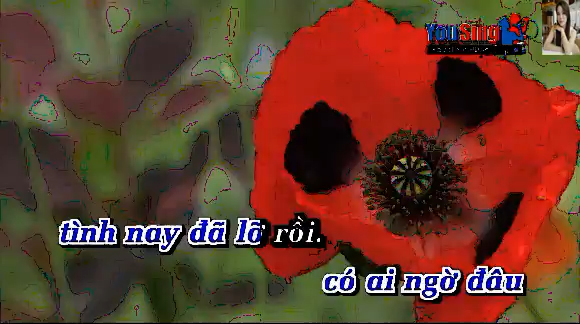 YouSing
tình nay đã lỡ rồi.
có ai ngờ đâu